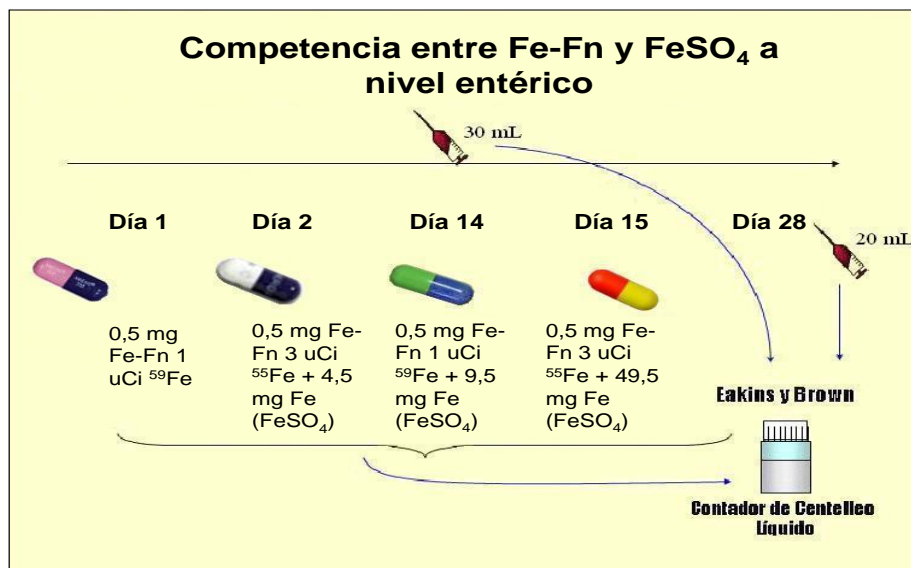 Competencia entre Fe-Fn y FeSO₄ a
nivel entérico
30 mL
Día 1
Día 2
Día 14
Día 15
Día 28
20 mL
0,5 mg
Fe-Fn 1
uCi ⁵⁹Fe
0,5 mg Fe-
Fn 3 uCi
⁵⁵Fe + 4,5
mg Fe
(FeSO₄)
0,5 mg Fe-
Fn 1 uCi
⁵⁹Fe + 9,5
mg Fe
(FeSO₄)
0,5 mg Fe-
Fn 3 uCi
⁵⁵Fe + 49,5
mg Fe
(FeSO₄)
Eakins y Brown
Contador de Centelleo
Líquido